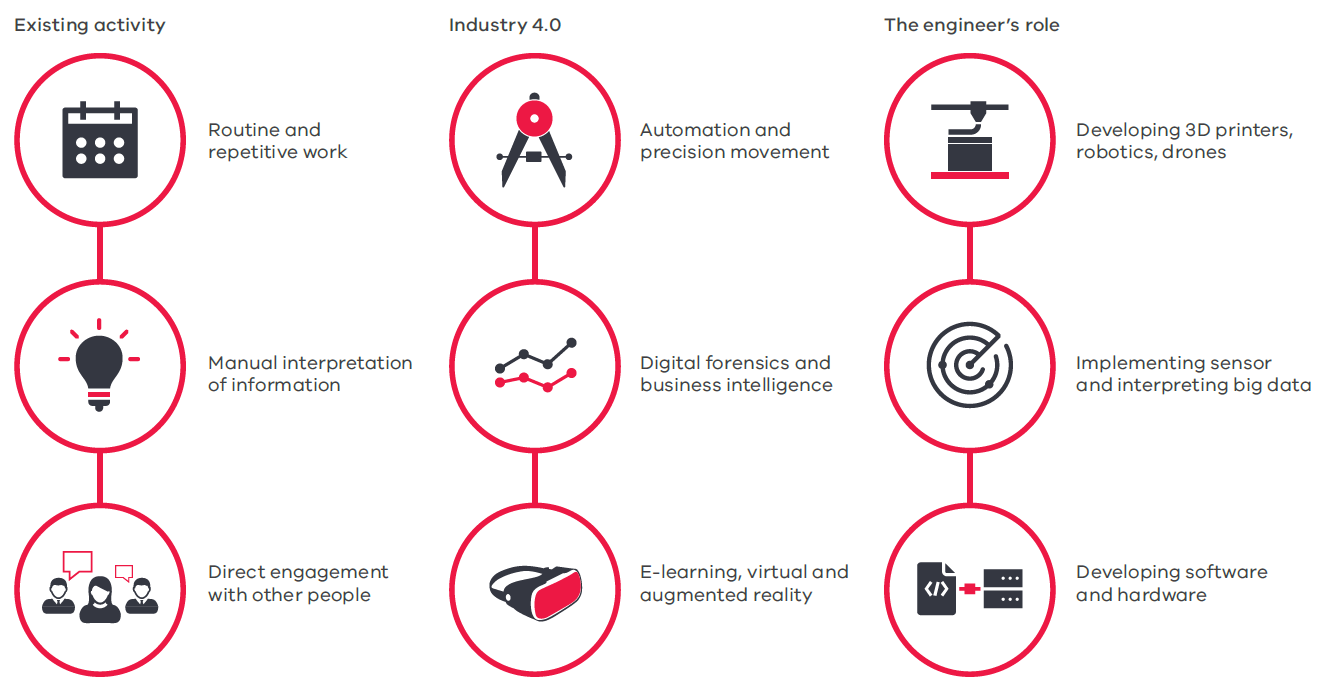 Existing activity
Routine and
repetitive work
Manual interpretation
of information
Direct engagement
with other people
Industry 4.0
Automation and
precision movement
Digital forensics and
business intelligence
E-learning, virtual and
augmented reality
The engineer’s role
Developing 3D printers,
robotics, drones
Implementing sensor
and interpreting big data
</>
Developing software
and hardware